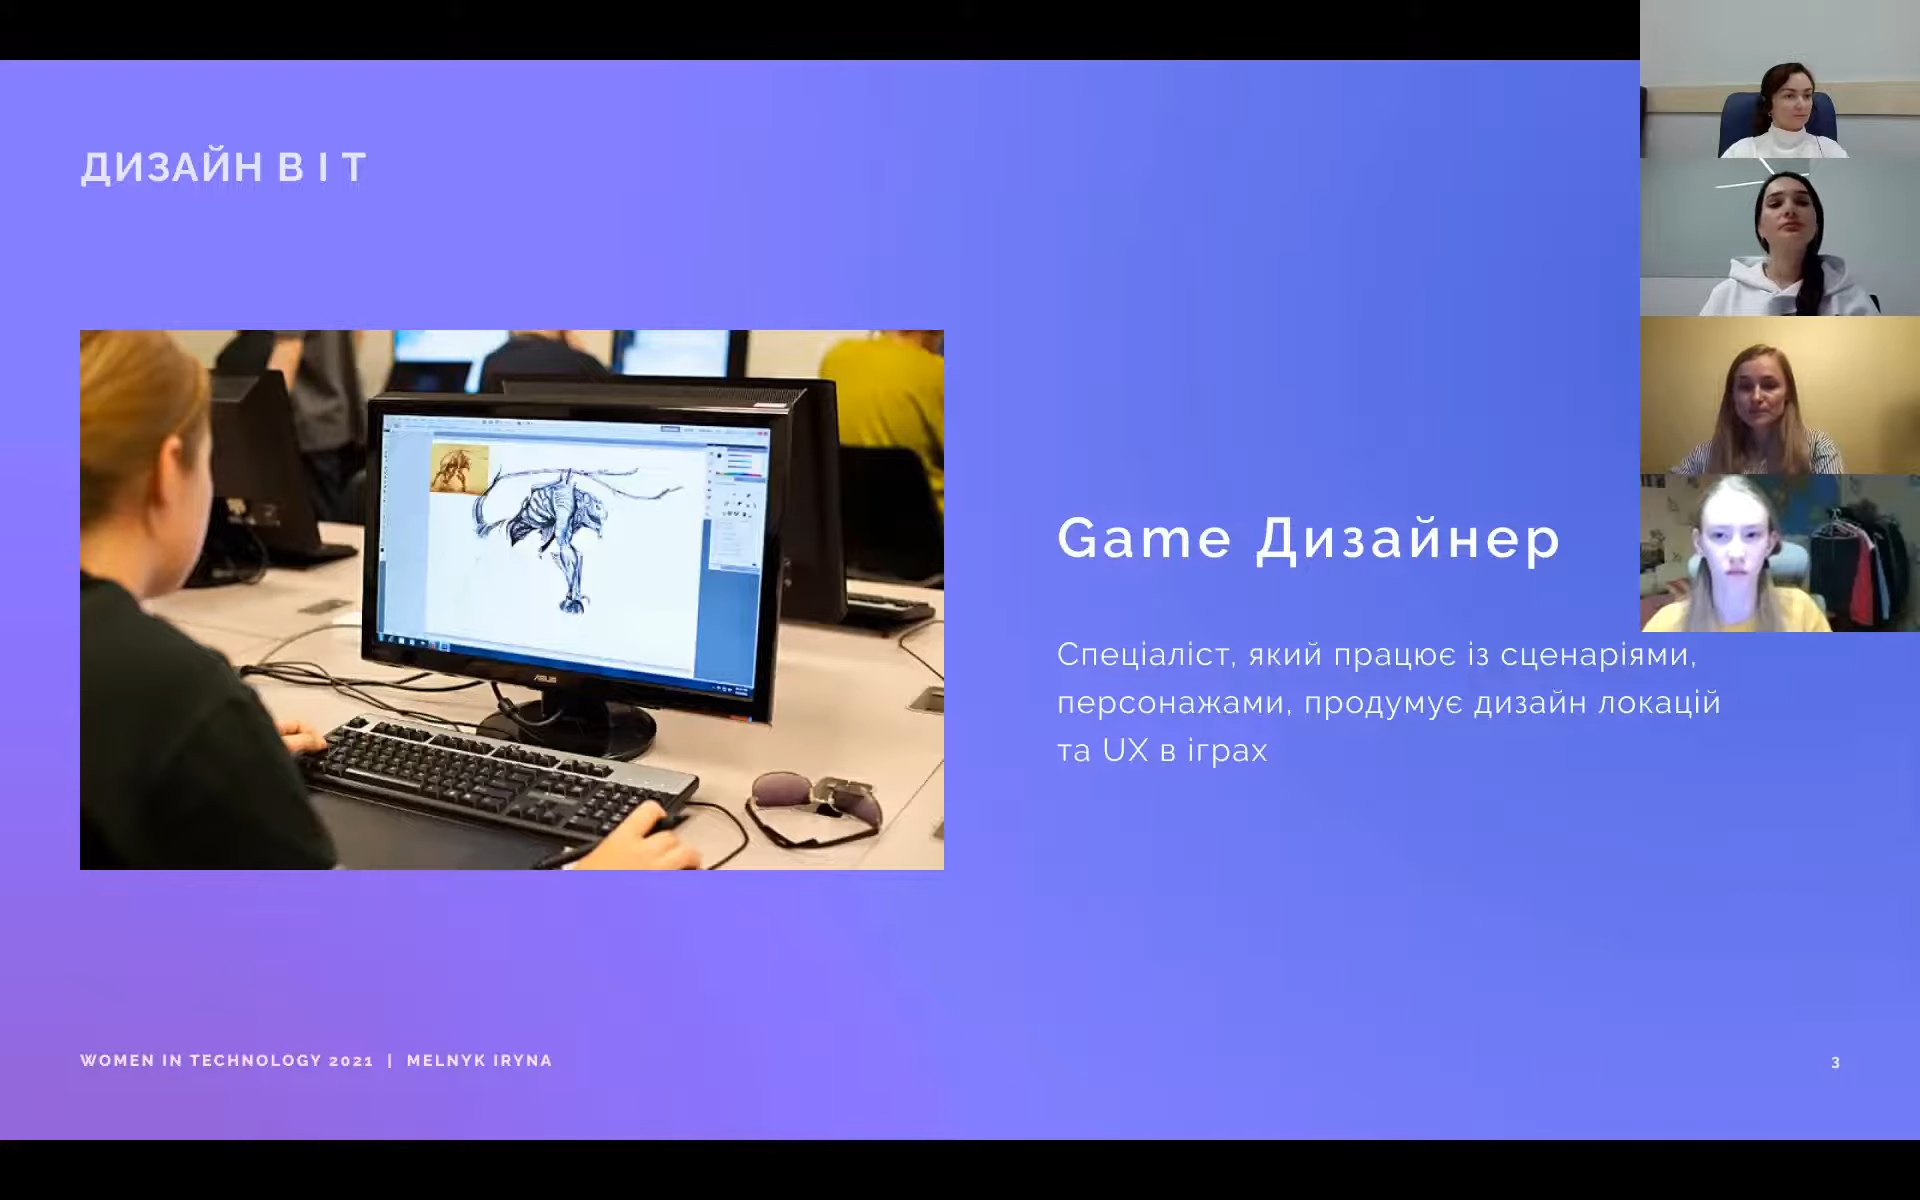 ДИЗАЙН В І Т
ASUS
Game Дизайнер
Спеціаліст, який працює із сценаріями,
персонажами, продумує дизайн локацій
та UX в іграх
WOMEN IN TECHNOLOGY 2021 | MELNYK IRYNA
3